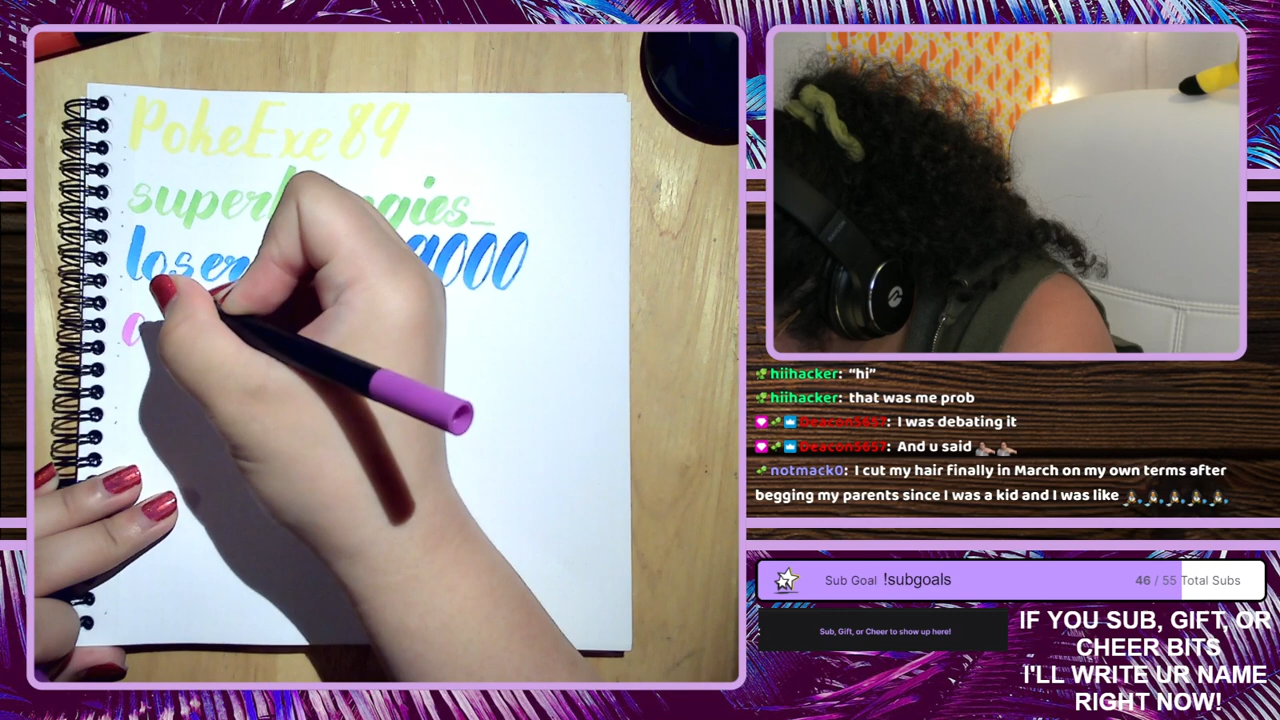 PokeExe89
_
000
hiihacker: "hi"
hiihacker: that was me prob
Deacon5657: I was debating it
Deacon5657: And u said
notmack0: I cut my hair finally in March on my own terms after
begging my parents since I was a kid and I was like
Sub Goal !subgoals 46 / 55 Total Subs
Sub, Gift, or Cheer to show up here!
IF YOU SUB, GIFT, OR
CHEER BITS
I'LL WRITE UR NAME
RIGHT NOW!